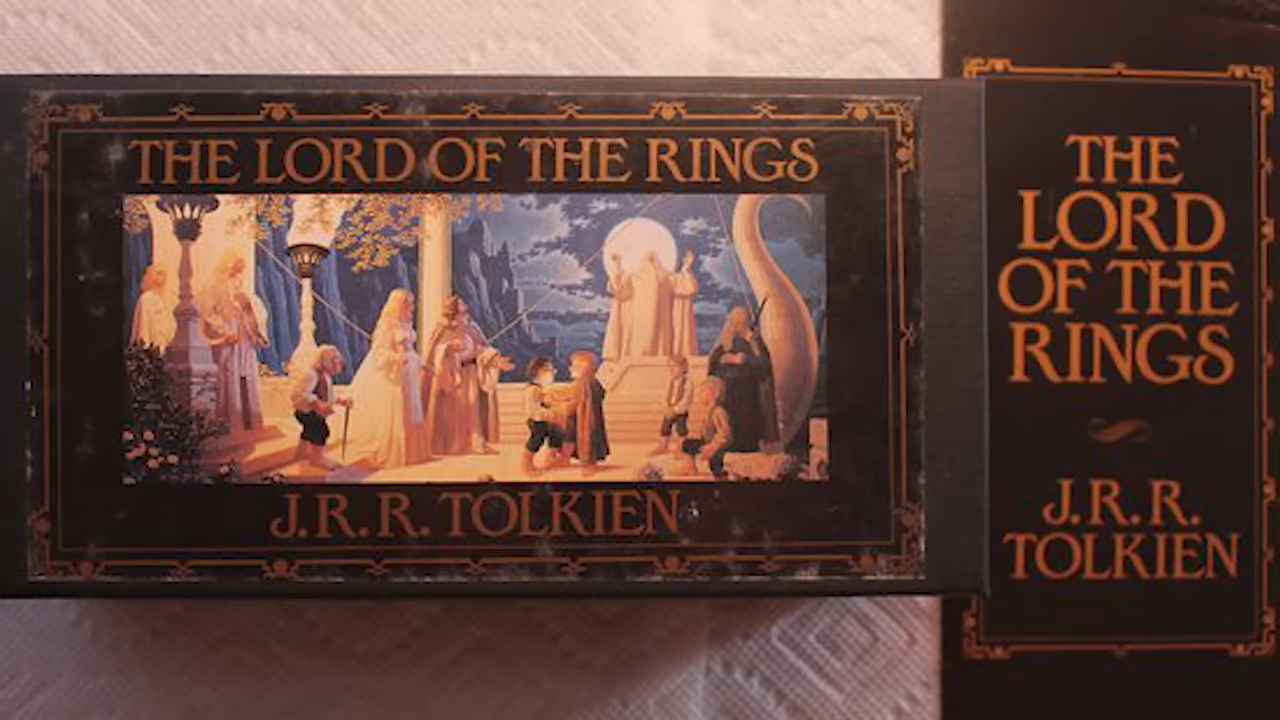 THE LORD OF THE RINGS
J.R.R. TOLKIEN
THE
LORD
OF THE
RINGS
J.R.R.
TOLKIEN